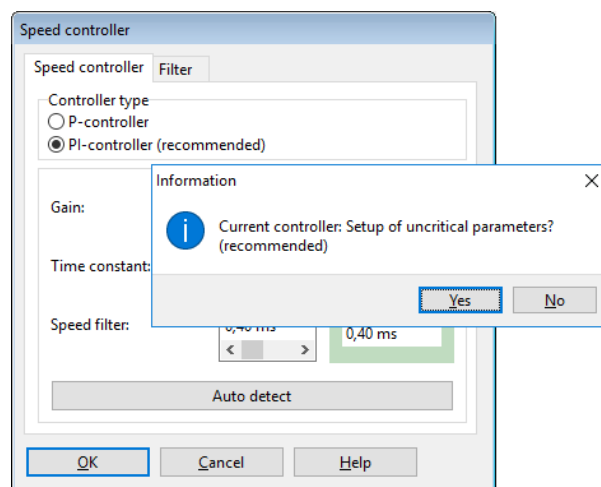 Speed controller
Speed controller
Filter
Controller type
P-controller
PI-controller (recommended)
Information
Gain:
Current controller: Setup of uncritical parameters?
(recommended)
Time constant:
Yes
No
Speed filter:
0,40 ms
0,40 ms
Auto detect
OK
Cancel
Help